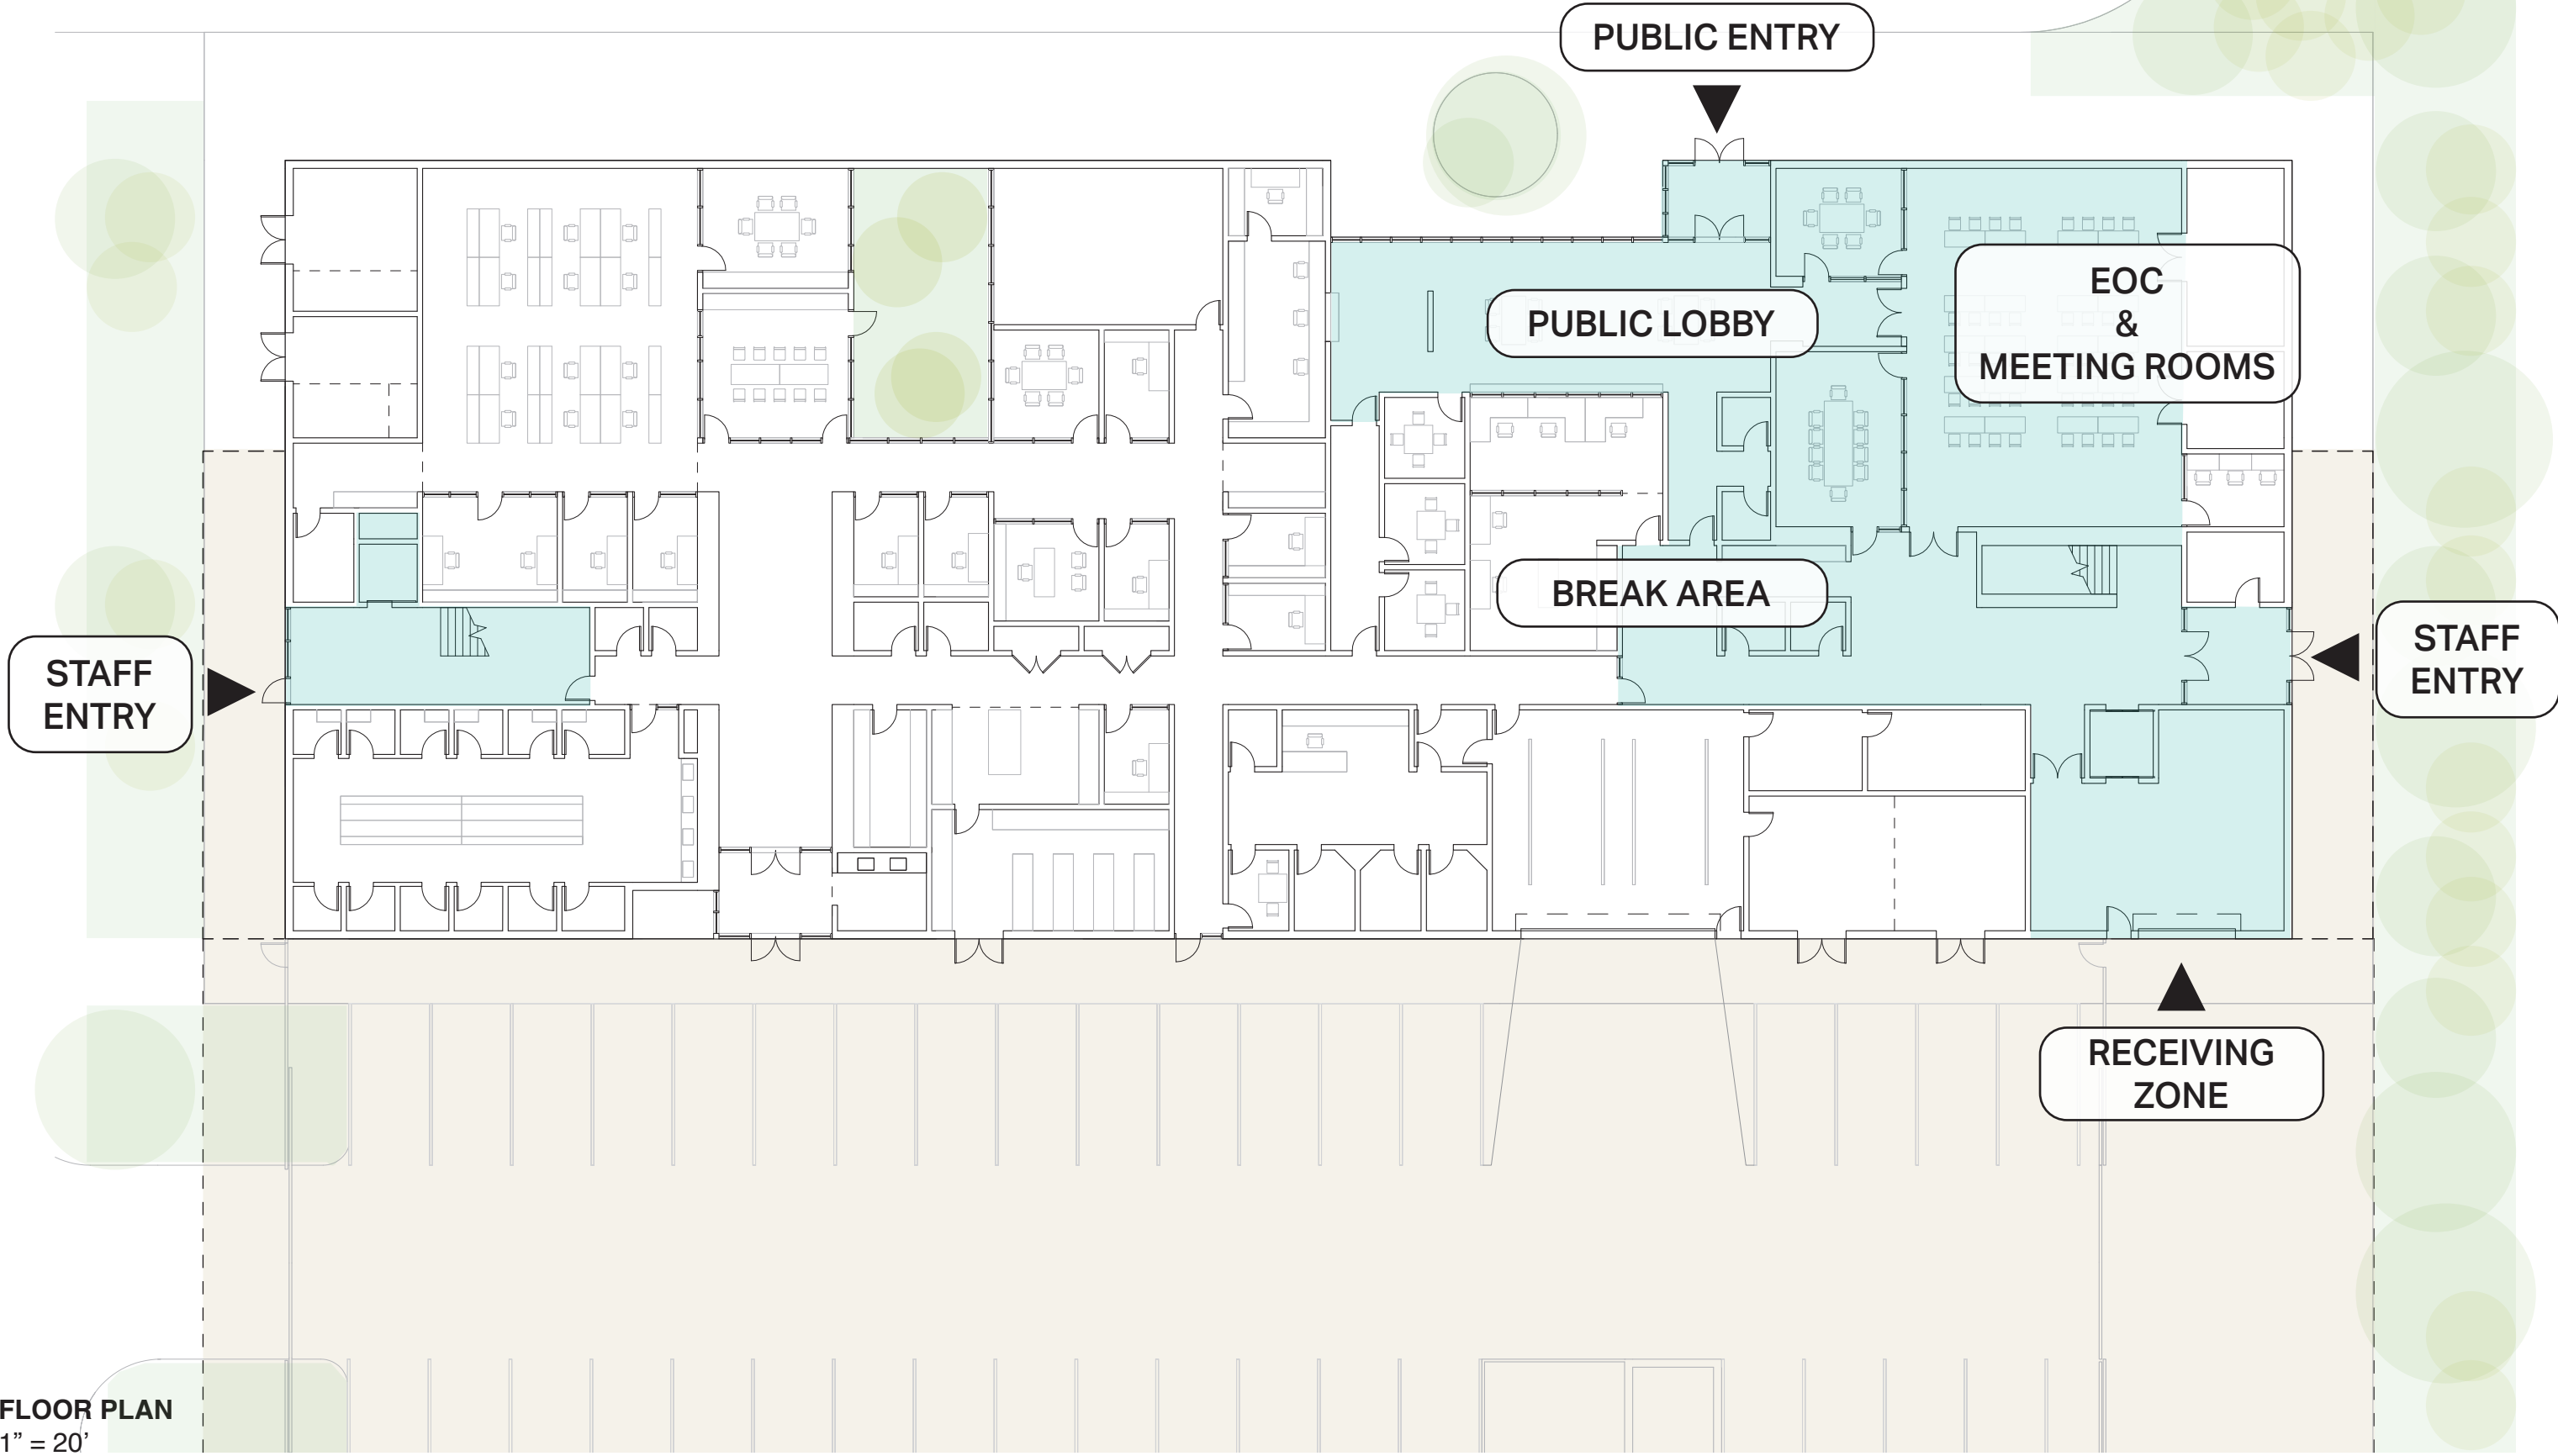 PUBLIC ENTRY
EOC
&
MEETING ROOMS
PUBLIC LOBBY
BREAK AREA
STAFF
ENTRY
STAFF
ENTRY
RECEIVING
ZONE
FLOOR PLAN
1” = 20’